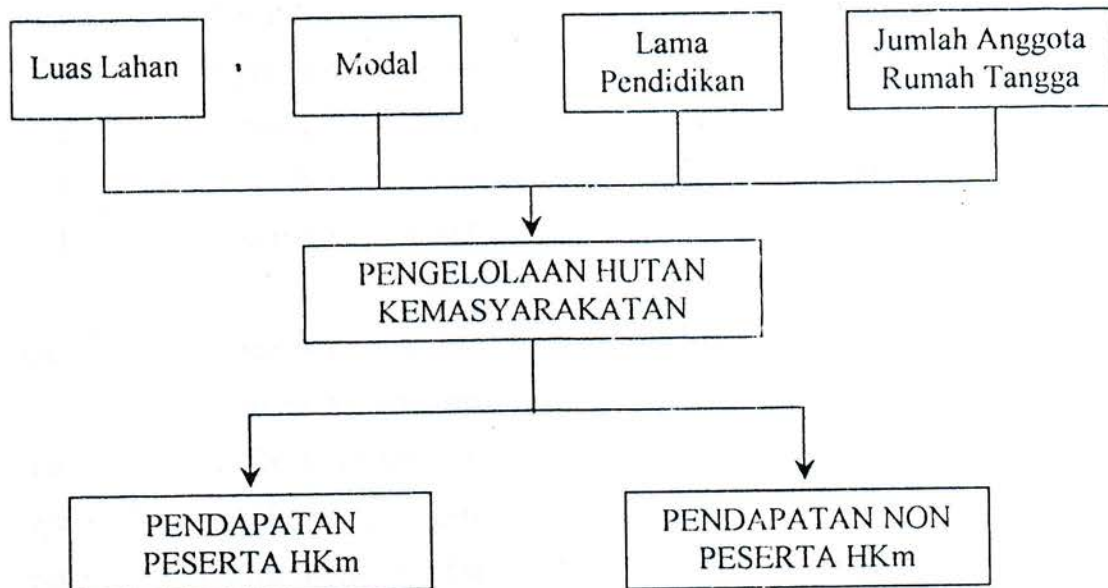 Luas Lahan
Modal
Lama
Pendidikan
Jumlah Anggota
Rumah Tangga
PENGELOLAAN HUTAN
KEMASYARAKATAN
PENDAPATAN
PESERTA HKm
PENDAPATAN NON
PESERTA HKm